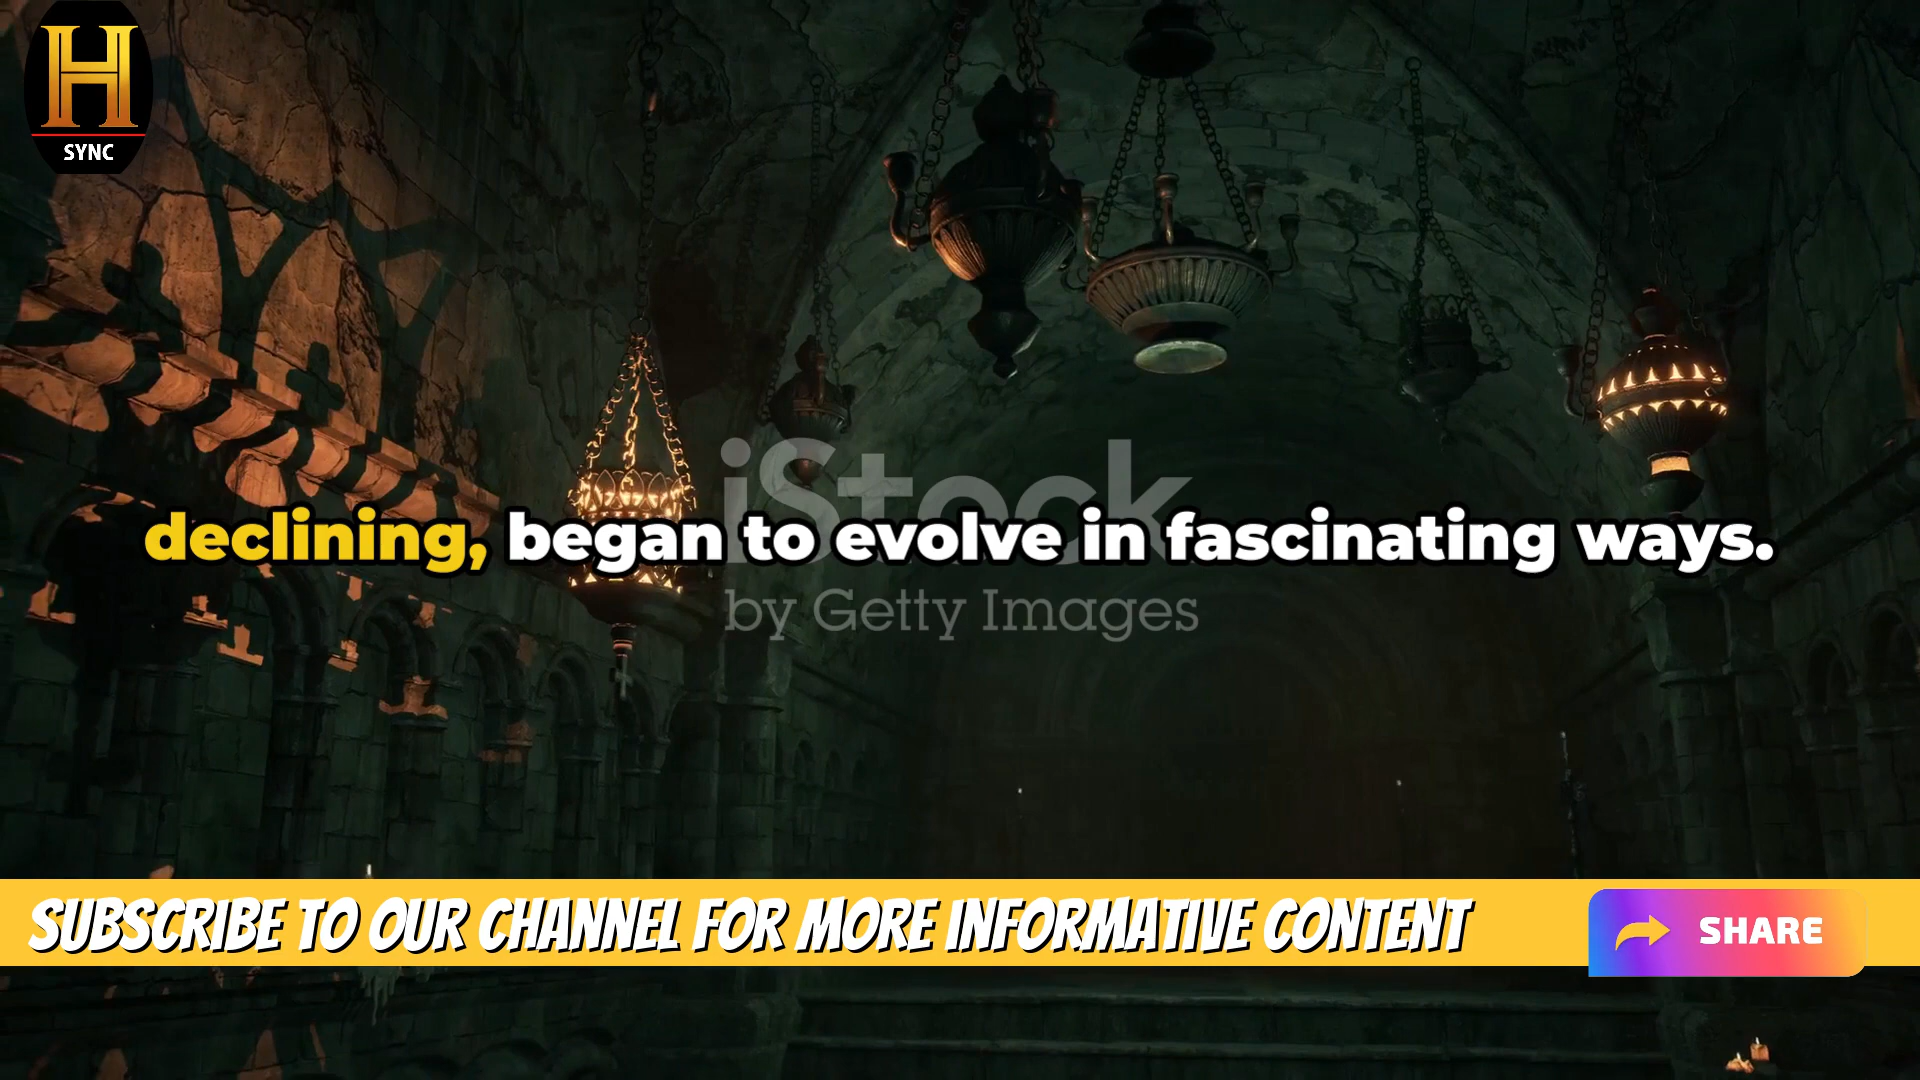 H
SYNC
iStock
declining, began to evolve in fascinating ways.
by Getty Images
SUBSCRIBE TO OUR CHANNEL FOR MORE INFORMATIVE CONTENT
SHARE